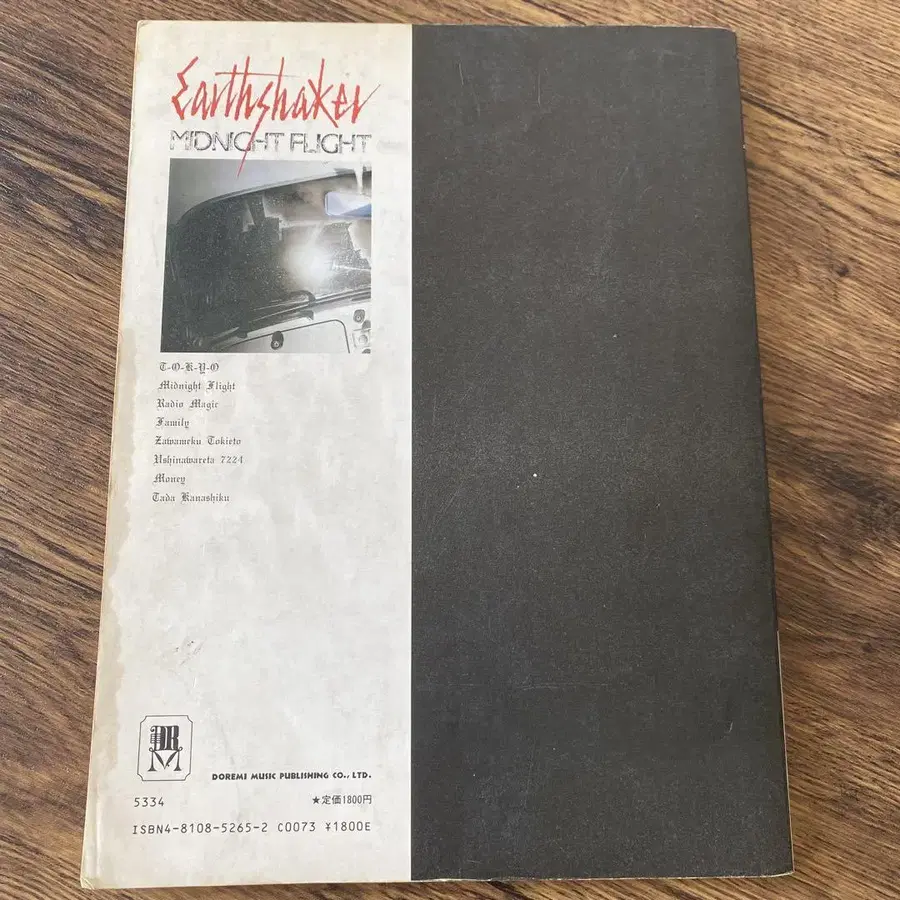 Earthshaker
MIDNIGHT FLIGHT
T-O-K-Y-O
Midnight Flight
Radio Magic
Family
Zawameku Tokieto
Ushinawareta 7224
Money
Tada Kanashiku
DRM
DOREMI MUSIC PUBLISHING CO., LTD.
5334
★定価1800円
ISBN4-8108-5265-2 C0073 ¥1800E